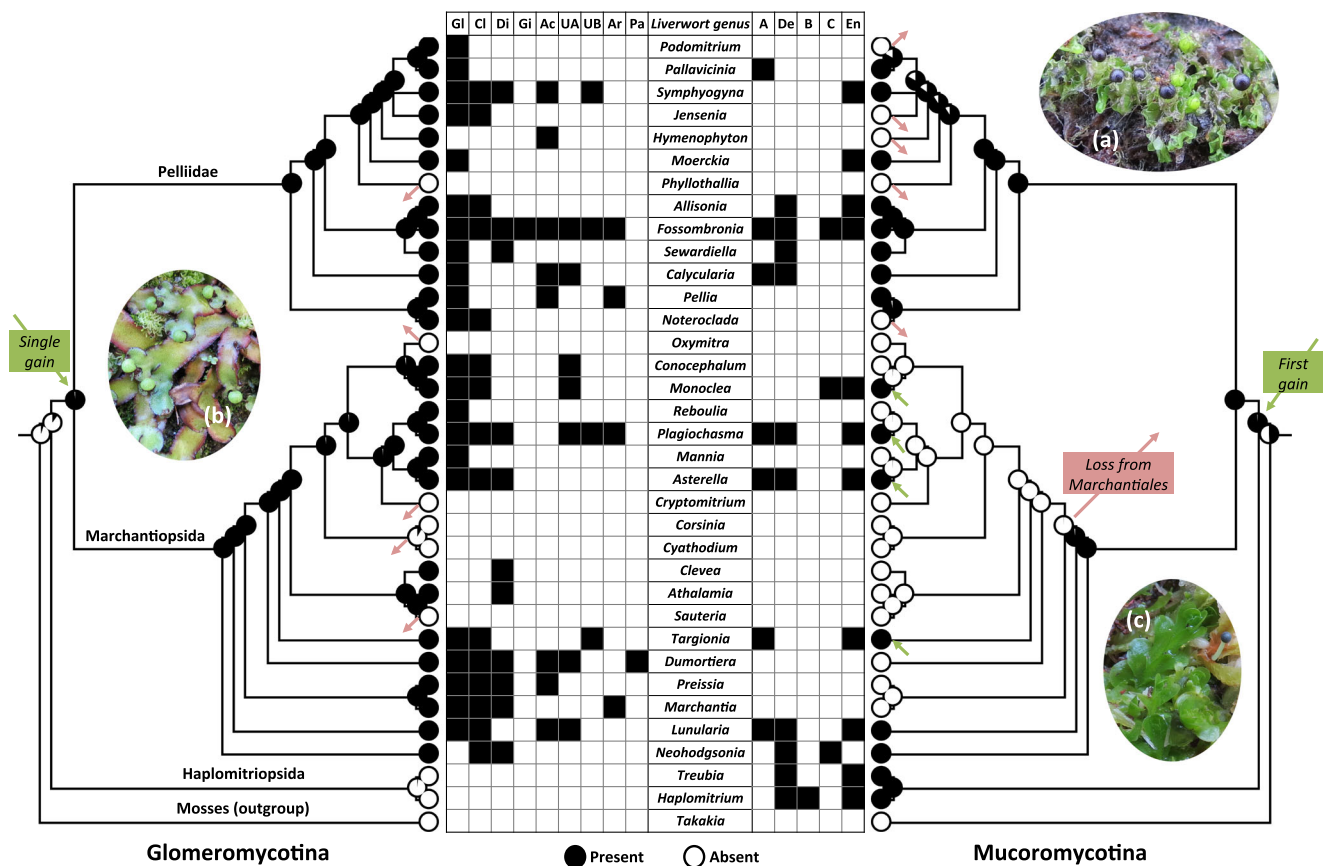 Gl Cl Di Gi Ac UA UB Ar Pa Liverwort genus A De B C En
Podomitrium
Pallavicinia
Symphyogyna
Jensenia
Hymenophyton
Moerckia
Phyllothallia
Allisonia
Fossombronia
Sewardiella
Calycularia
Pellia
Noteroclada
Oxymitra
Conocephalum
Monoclea
Reboulia
Plagiochasma
Mannia
Asterella
Cryptomitrium
Corsinia
Cyathodium
Clevea
Athalamia
Sauteria
Targionia
Dumortiera
Preissia
Marchantia
Lunularia
Neohodgsonia
Treubia
Haplomitrium
Takakia
Pelliidae
Single
gain
(b)
Marchantiopsida
Haplomitriopsida
Mosses (outgroup)
(a)
First
gain
Loss from
Marchantiales
(c)
Glomeromycotina
Present
Absent
Mucoromycotina